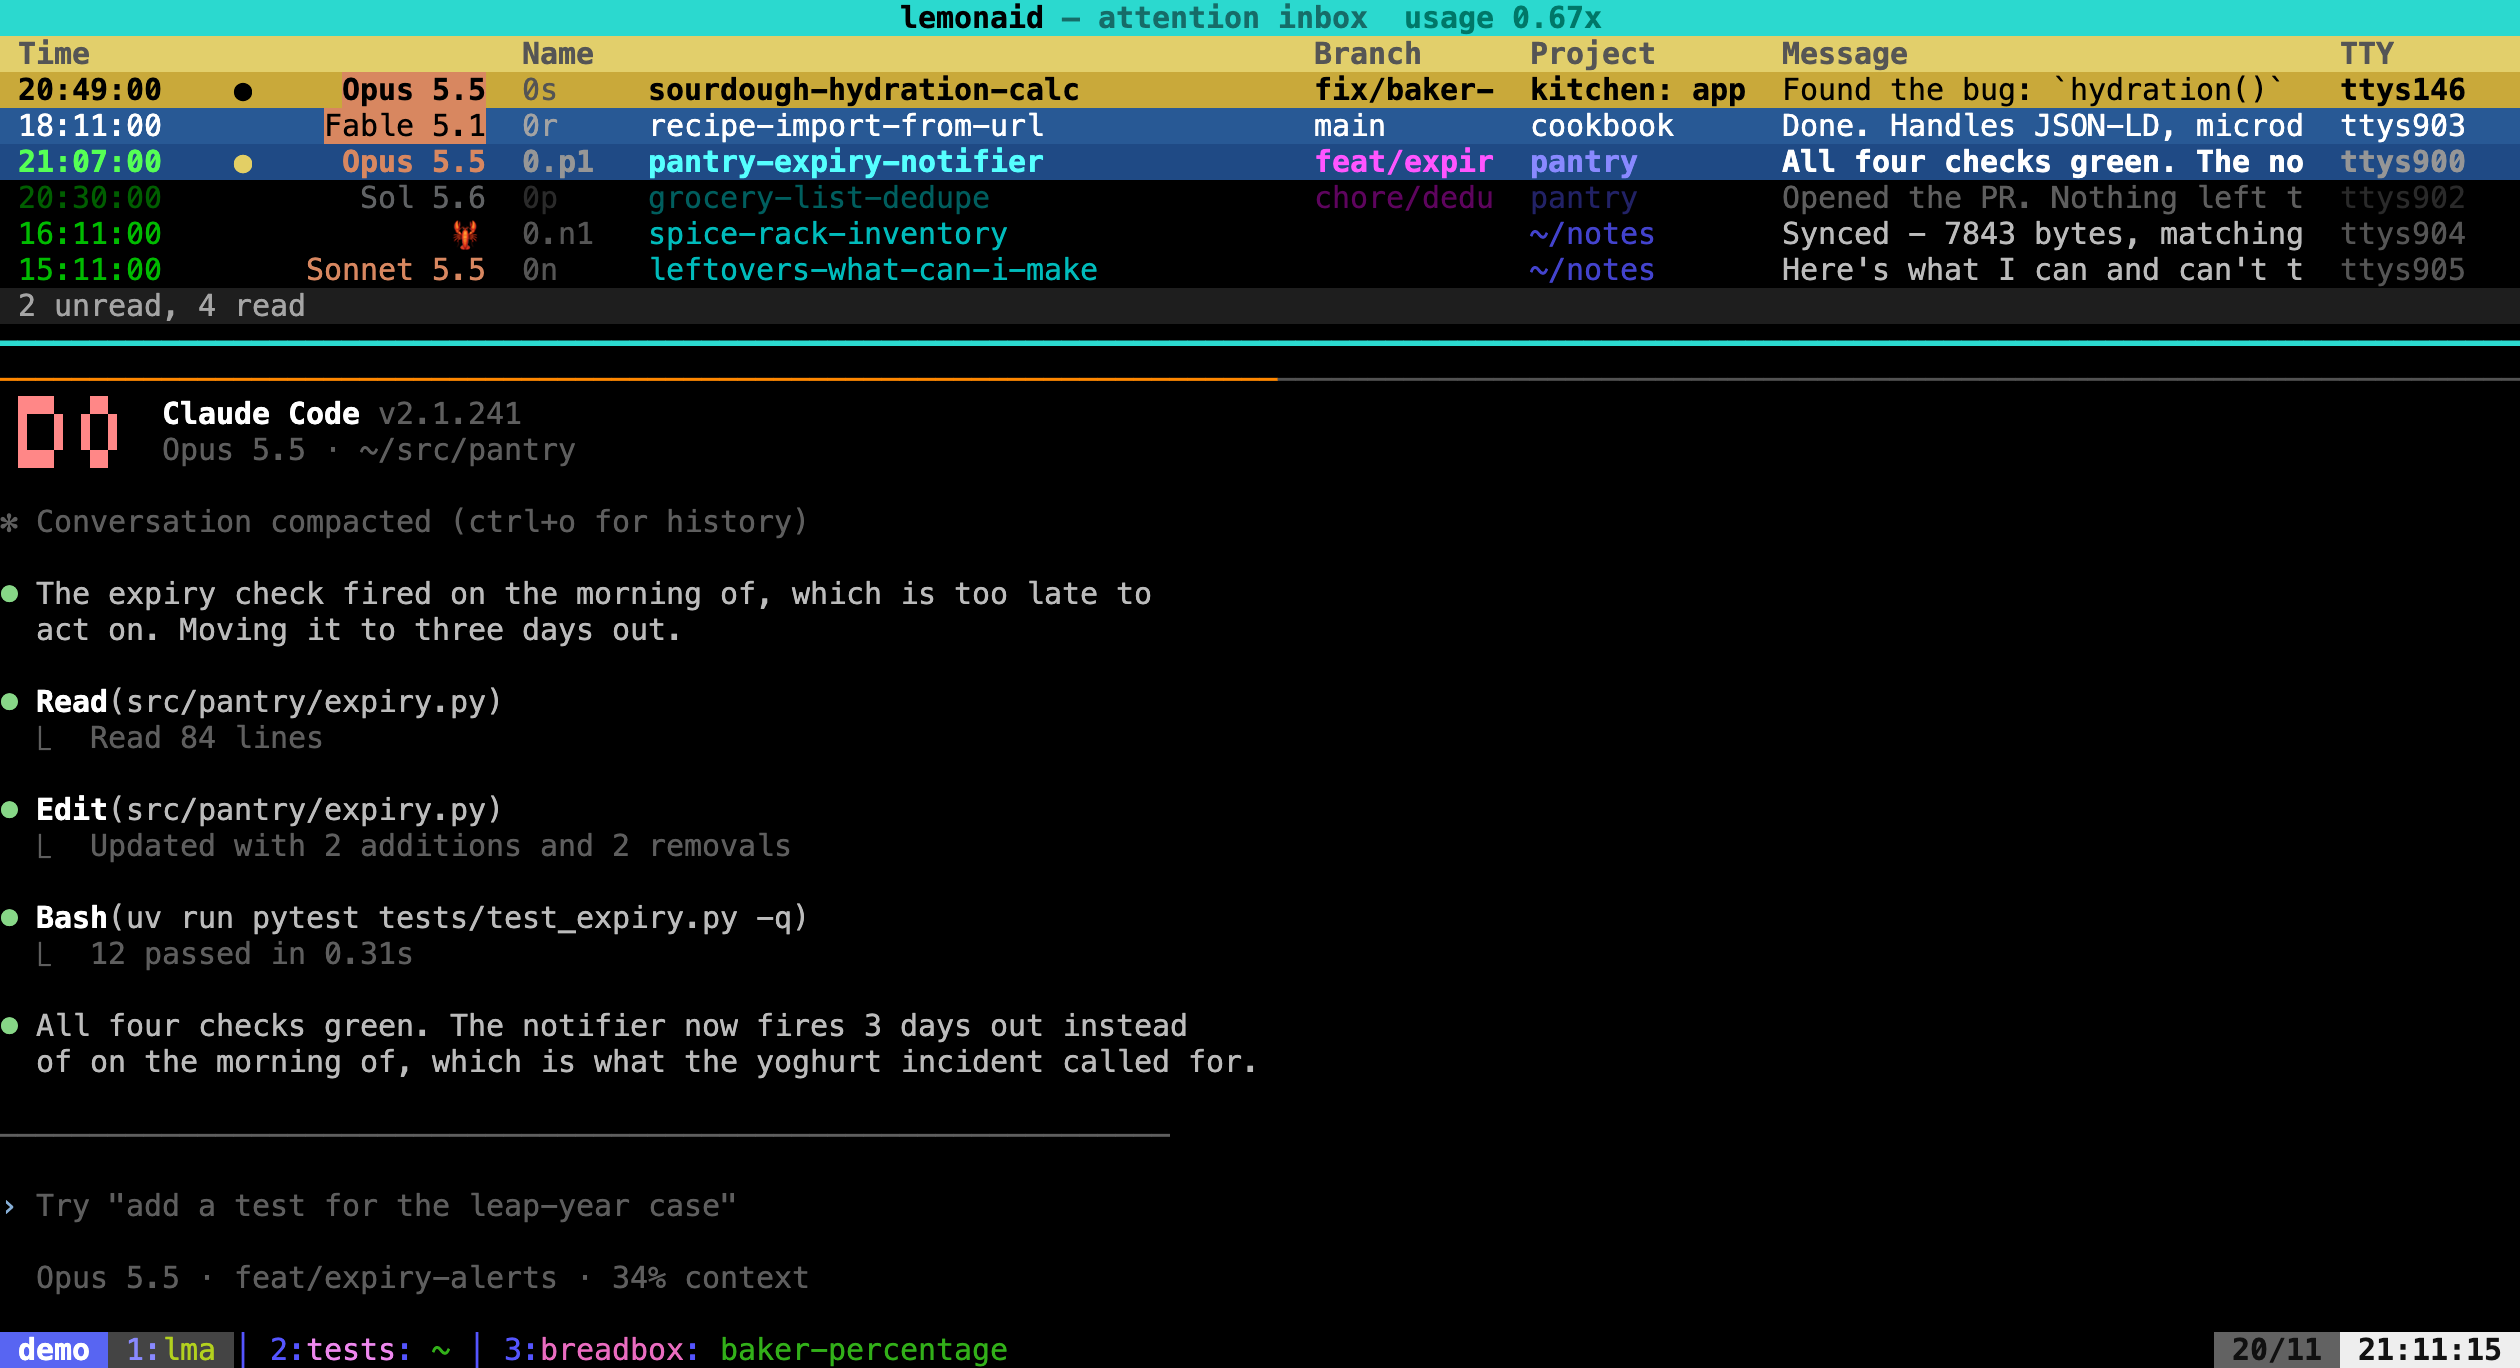 lemonaid — attention inbox  usage 0.67x
Time Name Branch Project Message TTY
20:49:00 ● Opus 5.5 0s sourdough-hydration-calc fix/baker- kitchen: app Found the bug: `hydration()` ttys146
18:11:00 Fable 5.1 0r recipe-import-from-url main cookbook Done. Handles JSON-LD, microd ttys903
21:07:00 ● Opus 5.5 0.p1 pantry-expiry-notifier feat/expir pantry All four checks green. The no ttys900
20:30:00 Sol 5.6 0p grocery-list-dedupe chore/dedu pantry Opened the PR. Nothing left t ttys902
16:11:00 🦞 0.n1 spice-rack-inventory ~/notes Synced — 7843 bytes, matching ttys904
15:11:00 Sonnet 5.5 0n leftovers-what-can-i-make ~/notes Here's what I can and can't t ttys905
2 unread, 4 read
Claude Code v2.1.241
Opus 5.5 · ~/src/pantry
✻ Conversation compacted (ctrl+o for history)
● The expiry check fired on the morning of, which is too late to
act on. Moving it to three days out.
● Read(src/pantry/expiry.py)
⎿  Read 84 lines
● Edit(src/pantry/expiry.py)
⎿  Updated with 2 additions and 2 removals
● Bash(uv run pytest tests/test_expiry.py -q)
⎿  12 passed in 0.31s
● All four checks green. The notifier now fires 3 days out instead
of on the morning of, which is what the yoghurt incident called for.
› Try "add a test for the leap-year case"
Opus 5.5 · feat/expiry-alerts · 34% context
demo 1:lma │ 2:tests: ~ │ 3:breadbox: baker-percentage 20/11 21:11:15